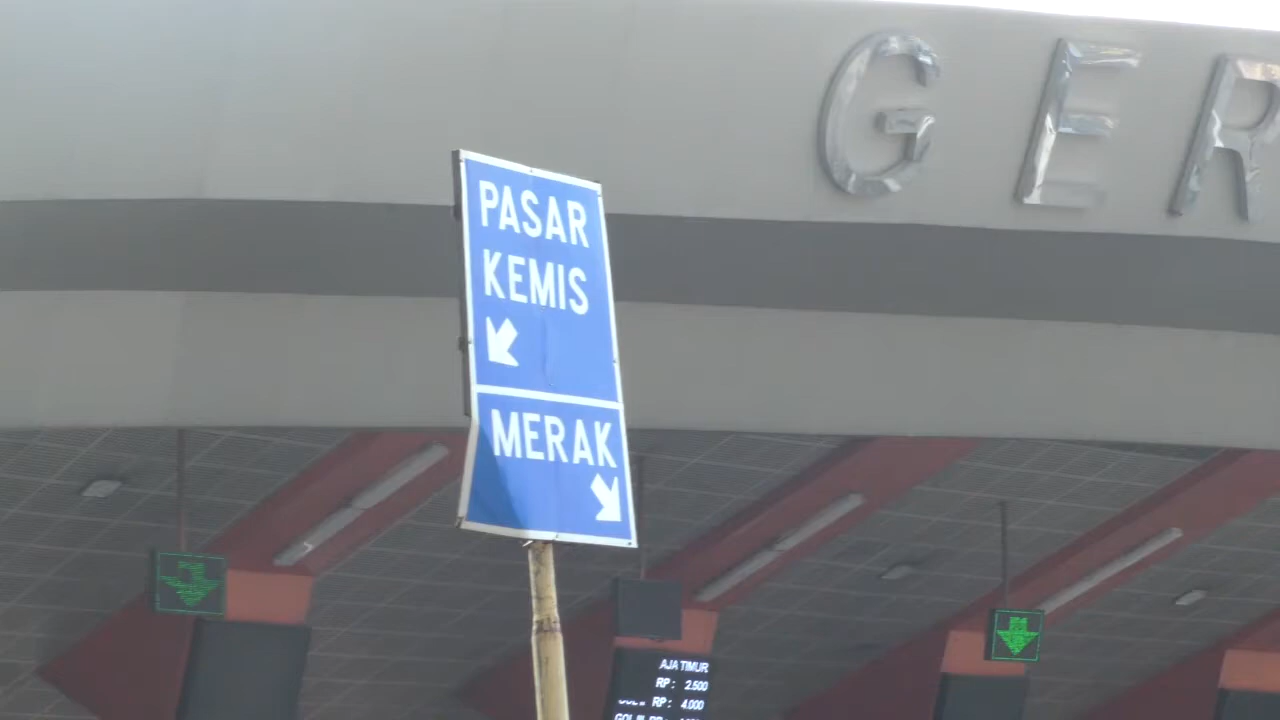 GER
PASAR
KEMIS
MERAK
AJA TIMUR
RP : 2.500
RP : 4.000